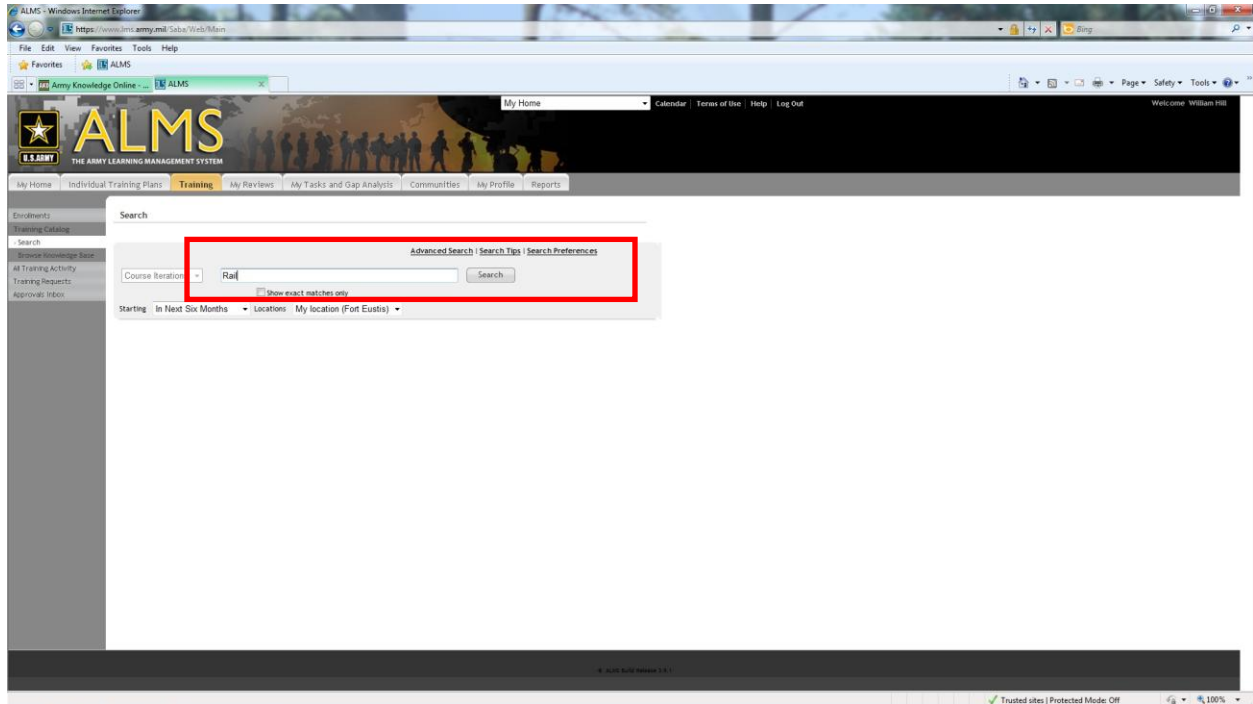 ALMS - Windows Internet Explorer
https://www.lms.army.mil/Saba/Web/Main
Bing
File Edit View Favorites Tools Help
Favorites ALMS
Army Knowledge Online - ... ALMS x
Page Safety Tools
My Home Calendar | Terms of Use | Help | Log Out Welcome William Hill
ALMS
U.S.ARMY THE ARMY LEARNING MANAGEMENT SYSTEM
My Home Individual Training Plans Training My Reviews My Tasks and Gap Analysis Communities My Profile Reports
Enrollments
Training Catalog
- Search
Browse Knowledge Base
All Training Activity
Training Requests
Approvals Inbox
Search
Advanced Search | Search Tips | Search Preferences
Course Iteration Rail Search
Show exact matches only
Starting In Next Six Months Locations My location (Fort Eustis)
Trusted sites | Protected Mode: Off 100%